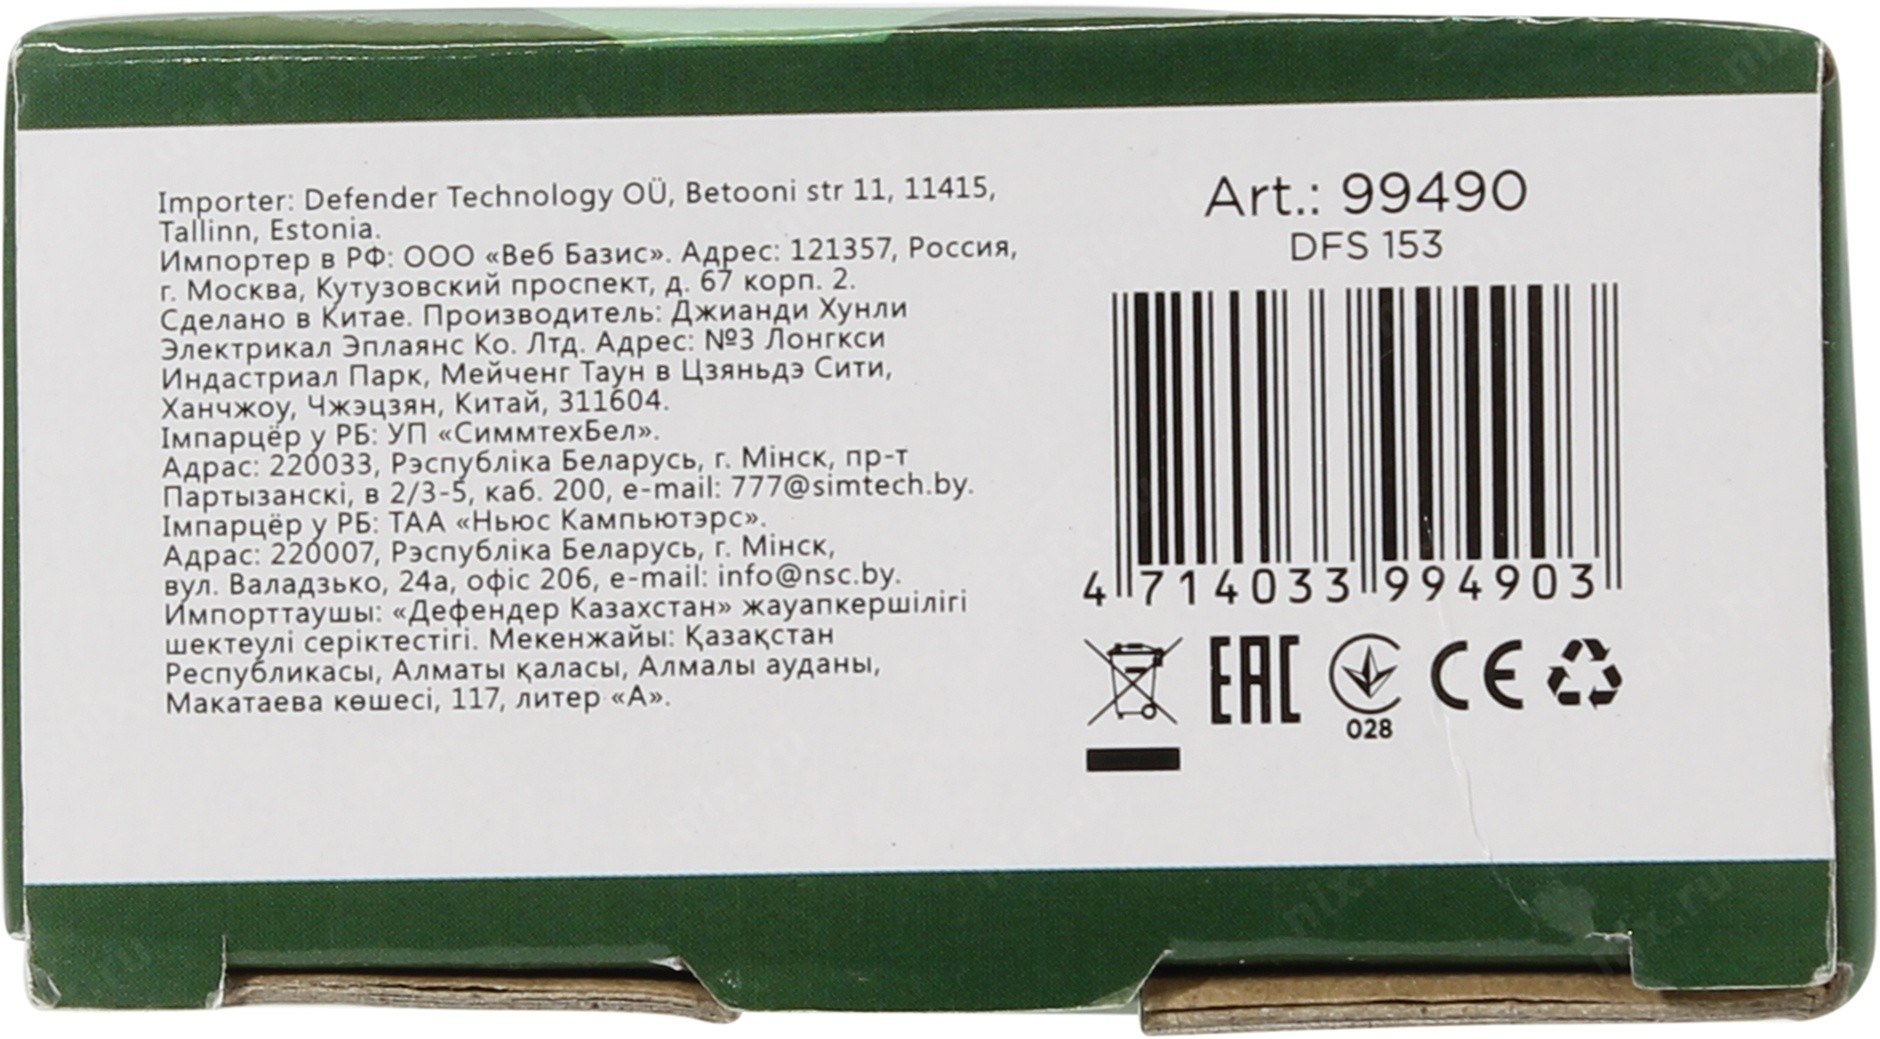 Importer: Defender Technology OÜ, Betooni str 11, 11415,
Tallinn, Estonia.
Импортер в РФ: ООО «Веб Базис». Адрес: 121357, Россия,
г. Москва, Кутузовский проспект, д. 67 корп. 2.
Сделано в Китае. Производитель: Джианди Хунли
Электрикал Эплаянс Ко. Лтд. Адрес: №3 Лонгкси
Индастриал Парк, Мейченг Таун в Цзяньдэ Сити,
Ханчжоу, Чжэцзян, Китай, 311604.
Імпарцёр у РБ: УП «СиммтехБел».
Адрас: 220033, Рэспубліка Беларусь, г. Мінск, пр-т
Партызанскі, в 2/3-5, каб. 200, e-mail: 777@simtech.by.
Імпарцёр у РБ: ТАА «Ньюс Кампьютэрс».
Адрас: 220007, Рэспубліка Беларусь, г. Мінск,
вул. Валадзько, 24а, офіс 206, e-mail: info@nsc.by.
Импорттаушы: «Дефендер Казахстан» жауапкершілігі
шектеулі серіктестігі. Мекенжайы: Қазақстан
Республикасы, Алматы қаласы, Алмалы ауданы,
Макатаева көшесі, 117, литер «А».
Art.: 99490
DFS 153
4 714033 994903
EAC
CE
028
nix.ru